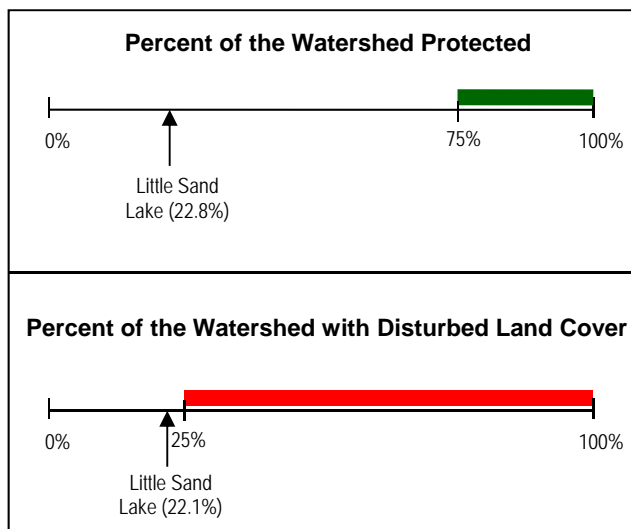 Percent of the Watershed Protected
0%
75%
100%
Little Sand
Lake (22.8%)
Percent of the Watershed with Disturbed Land Cover
0%
25%
100%
Little Sand
Lake (22.1%)